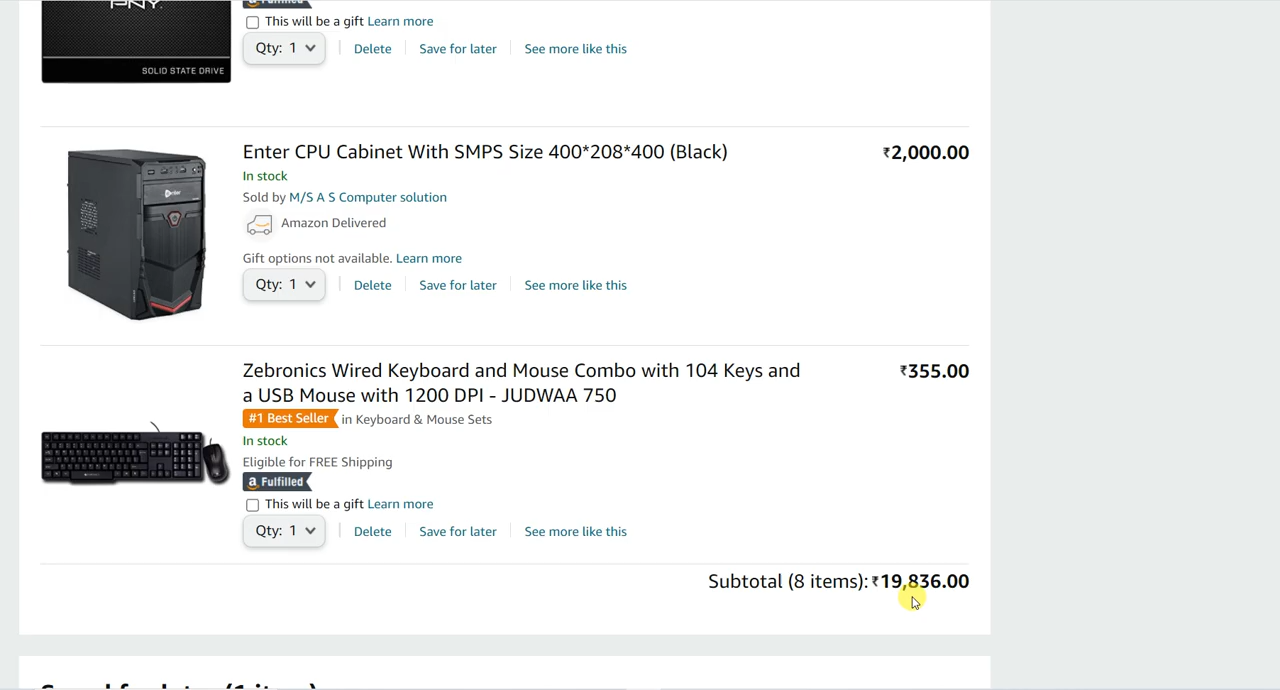 PNY.
SOLID STATE DRIVE
Fulfilled
This will be a gift Learn more
Qty: 1
Delete
Save for later
See more like this
Enter CPU Cabinet With SMPS Size 400*208*400 (Black)
₹2,000.00
In stock
Sold by M/S A S Computer solution
Amazon Delivered
Gift options not available. Learn more
Qty: 1
Delete
Save for later
See more like this
Zebronics Wired Keyboard and Mouse Combo with 104 Keys and
₹355.00
a USB Mouse with 1200 DPI - JUDWAA 750
#1 Best Seller in Keyboard & Mouse Sets
In stock
Eligible for FREE Shipping
a Fulfilled
This will be a gift Learn more
Qty: 1
Delete
Save for later
See more like this
Subtotal (8 items): ₹19,836.00